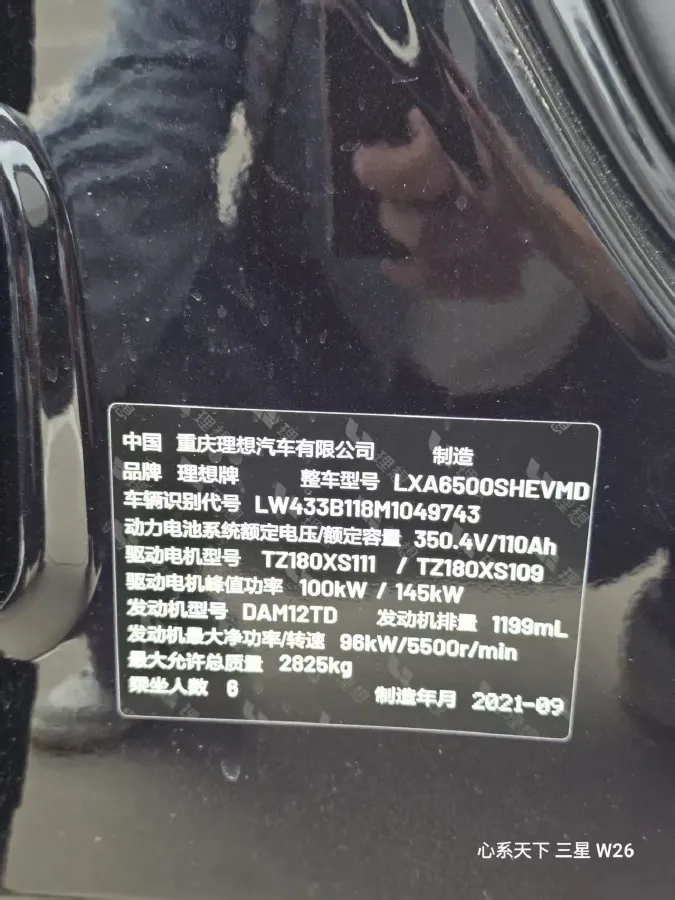 中国 重庆理想汽车有限公司 制造
品牌 理想牌 整车型号 LXA6500SHEVMD
车辆识别代号 LW433B118M1049743
动力电池系统额定电压/额定容量 350.4V/110Ah
驱动电机型号 TZ180XS111 / TZ180XS109
驱动电机峰值功率 100kW / 145kW
发动机型号 DAM12TD 发动机排量 1199mL
发动机最大净功率/转速 96kW/5500r/min
最大允许总质量 2825kg
乘坐人数 6 制造年月 2021-09
心系天下 三星 W26